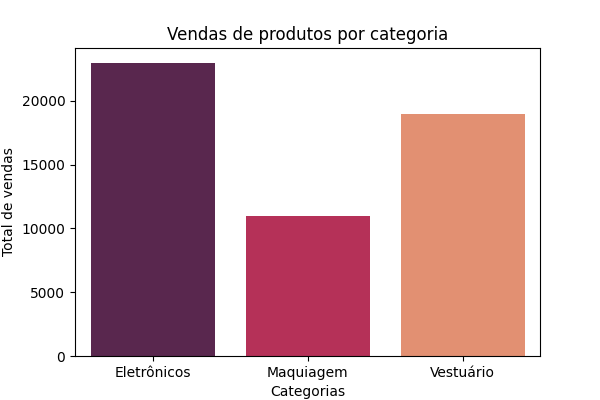 Vendas de produtos por categoria
Total de vendas
20000
15000
10000
5000
0
Eletrônicos
Maquiagem
Vestuário
Categorias